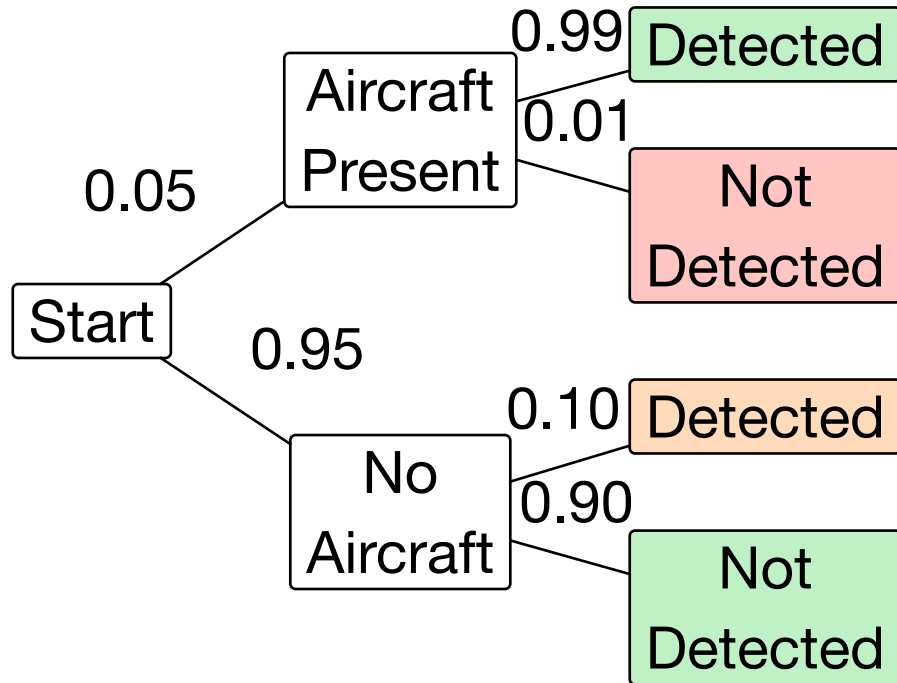 0.99
Detected
Aircraft
Present
0.01
Not
Detected
0.05
Start
0.95
0.10
Detected
No
Aircraft
0.90
Not
Detected